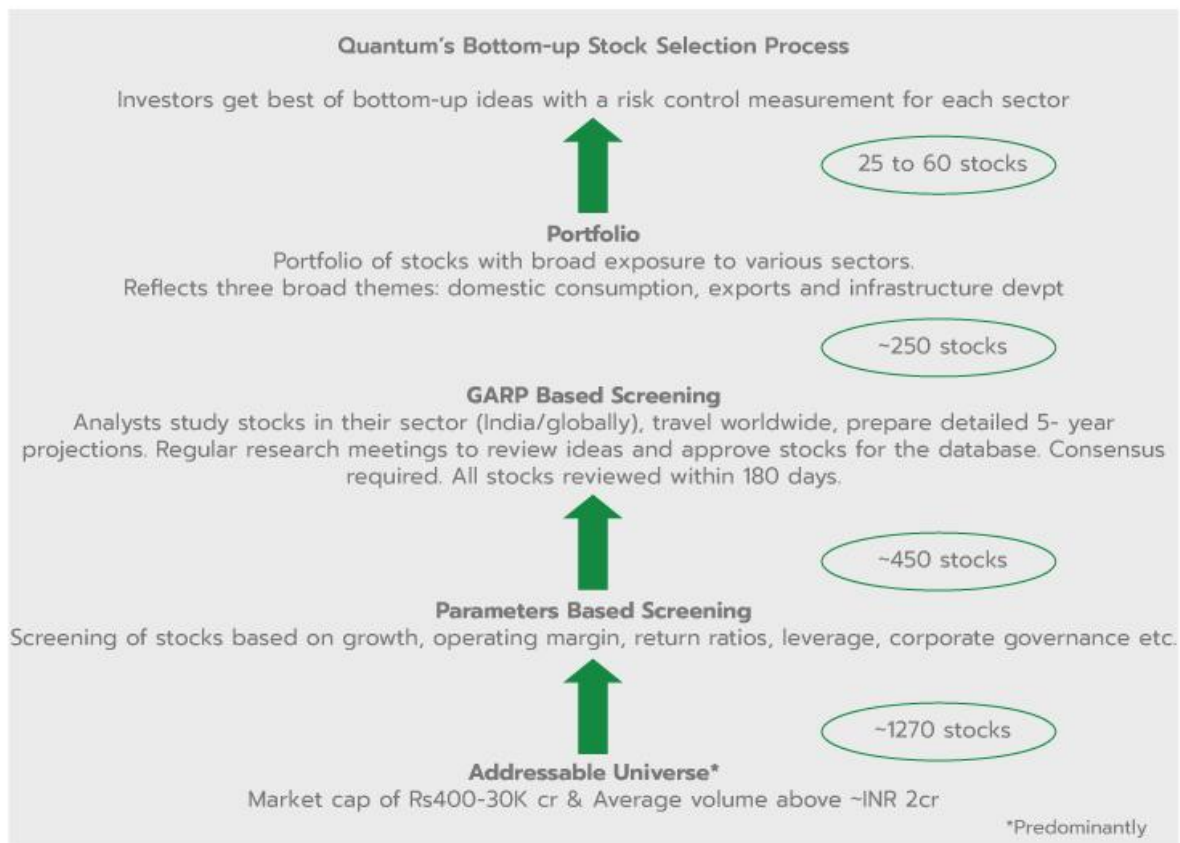 Quantum's Bottom-up Stock Selection Process
Investors get best of bottom-up ideas with a risk control measurement for each sector
25 to 60 stocks
Portfolio
Portfolio of stocks with broad exposure to various sectors.
Reflects three broad themes: domestic consumption, exports and infrastructure devpt
~250 stocks
GARP Based Screening
Analysts study stocks in their sector (India/globally), travel worldwide, prepare detailed 5- year
projections. Regular research meetings to review ideas and approve stocks for the database. Consensus
required. All stocks reviewed within 180 days.
~450 stocks
Parameters Based Screening
Screening of stocks based on growth, operating margin, return ratios, leverage, corporate governance etc.
~1270 stocks
Addressable Universe*
Market cap of Rs400-30K cr & Average volume above ~INR 2cr
*Predominantly